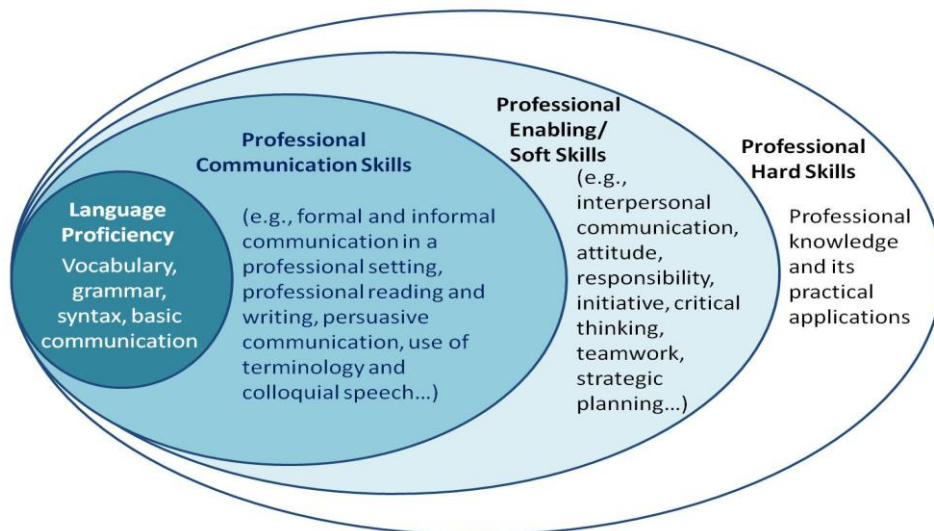 Language
Proficiency
Vocabulary,
grammar,
syntax, basic
communication
Professional
Communication Skills
(e.g., formal and informal
communication in a
professional setting,
professional reading and
writing, persuasive
communication, use of
terminology and
colloquial speech...)
Professional
Enabling/
Soft Skills
(e.g.,
interpersonal
communication,
attitude,
responsibility,
initiative, critical
thinking,
teamwork,
strategic
planning...)
Professional
Hard Skills
Professional
knowledge
and its
practical
applications